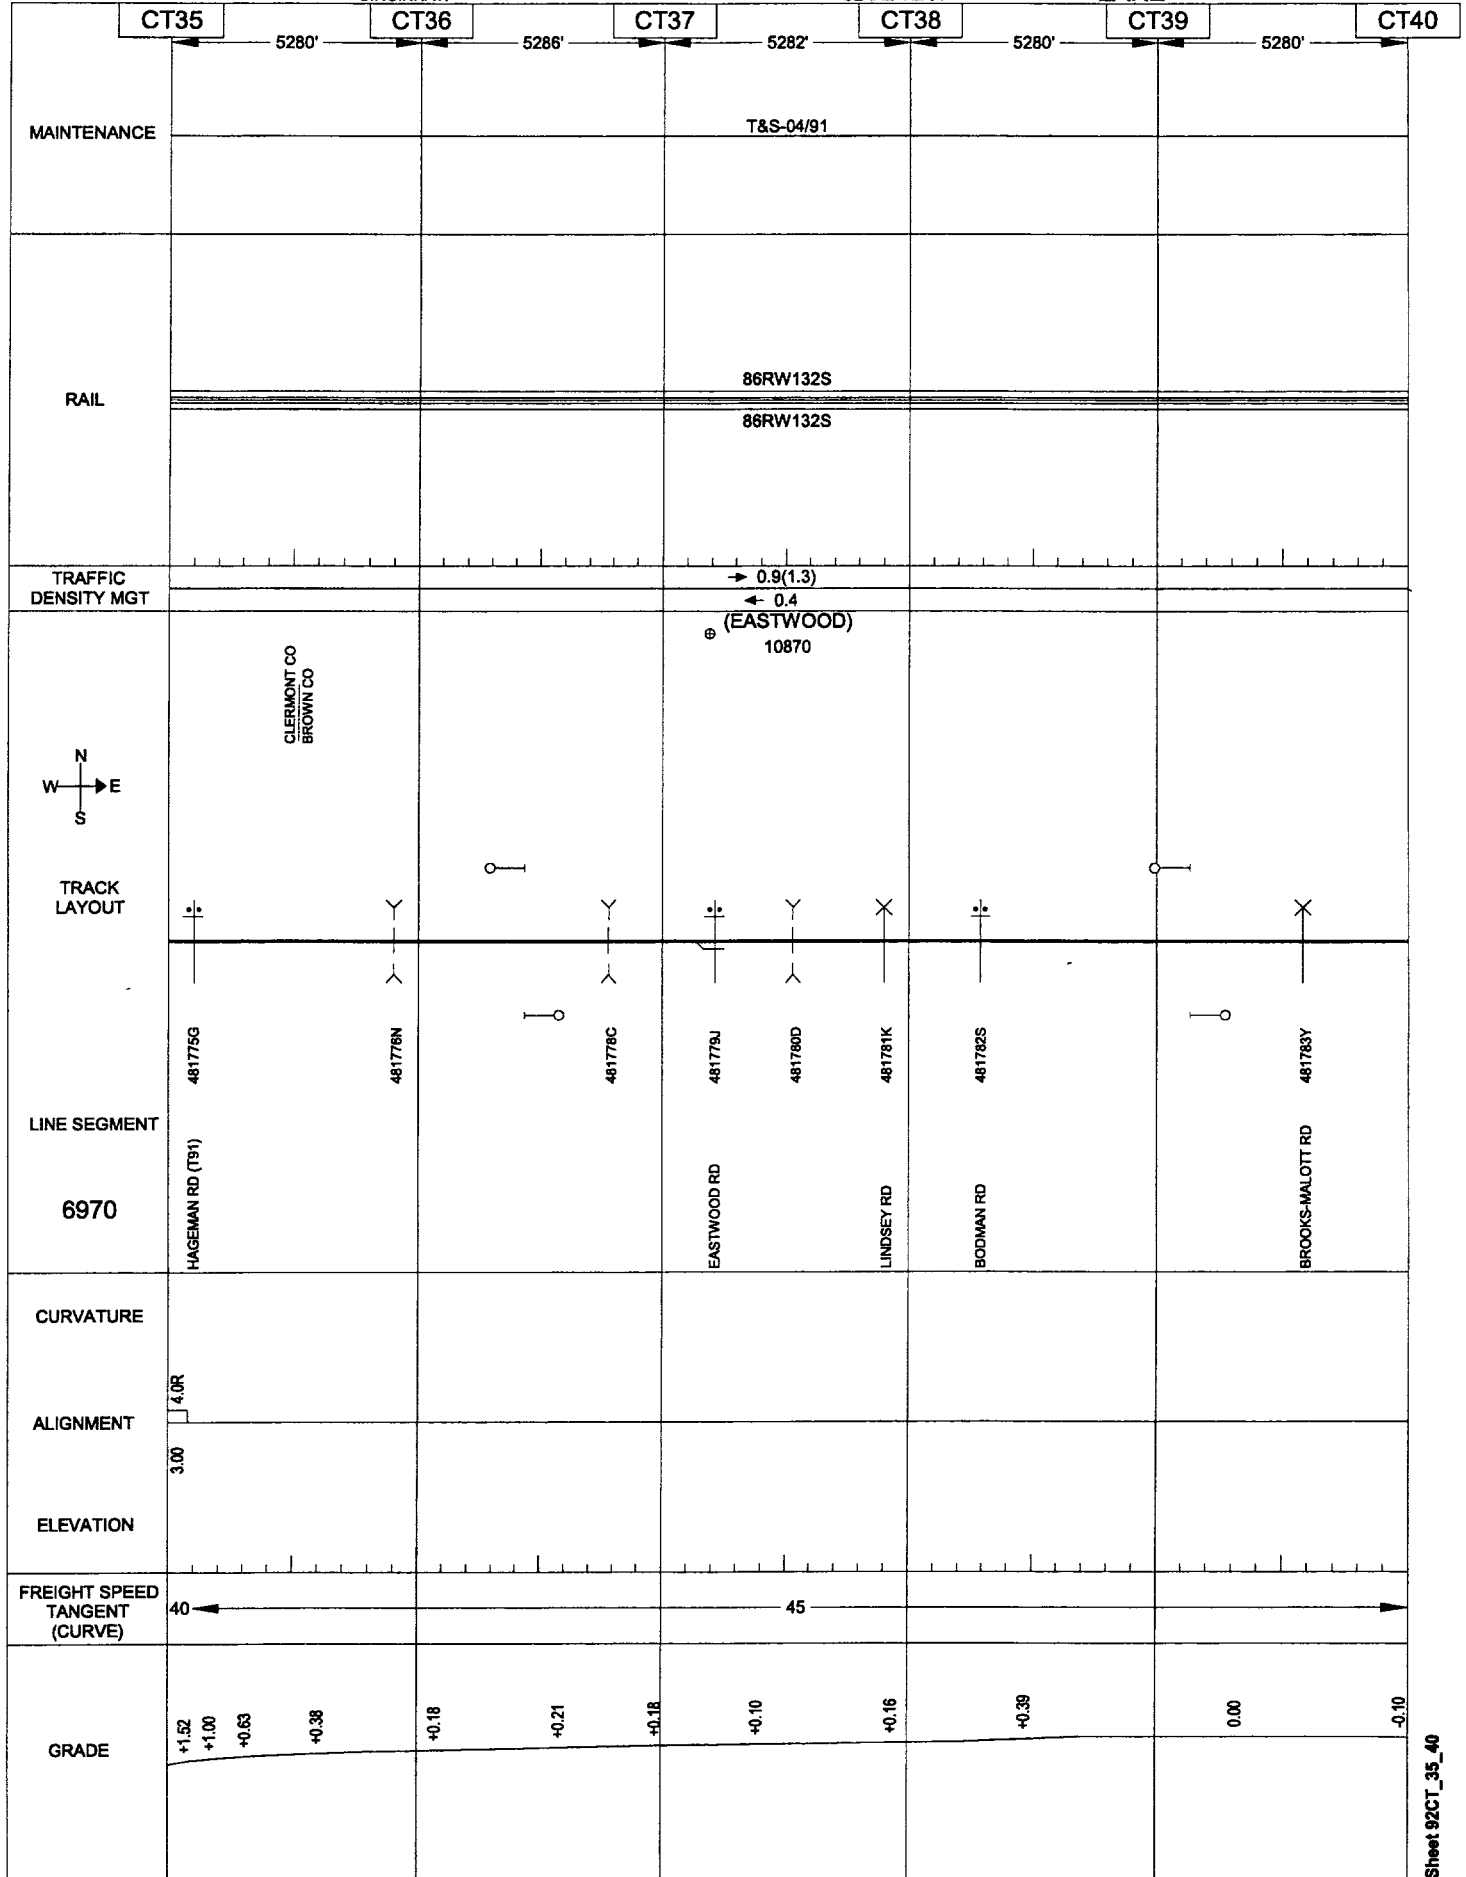 CT35 CT36 CT37 CT38 CT39 CT40
5280' 5286' 5282' 5280' 5280'
MAINTENANCE
T&S-04/91
RAIL
86RW132S
86RW132S
TRAFFIC
DENSITY MGT
0.9(1.3)
0.4
(EASTWOOD)
10870
CLERMONT CO
BROWN CO
N
W E
S
TRACK
LAYOUT
481775G
481776N
481778C
481779J
481780D
481781K
481782S
481783Y
LINE SEGMENT
6970
HAGEMAN RD (T91)
EASTWOOD RD
LINDSEY RD
BODMAN RD
BROOKS-MALOTT RD
CURVATURE
4.0R
ALIGNMENT
3.00
ELEVATION
FREIGHT SPEED
TANGENT
(CURVE)
40 45
GRADE
+1.52
+1.00
+0.63
+0.38
+0.18
+0.21
+0.18
+0.10
+0.16
+0.39
0.00
-0.10
Sheet 92CT_35_40